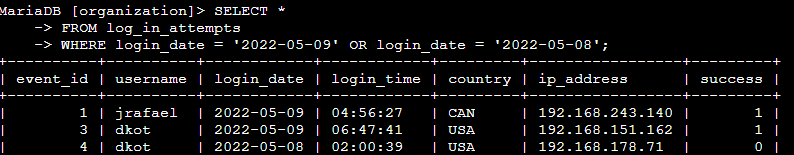 MariaDB [organization]> SELECT *
    -> FROM log_in_attempts
    -> WHERE login_date = '2022-05-09' OR login_date = '2022-05-08';
+----------+----------+------------+------------+---------+-----------------+---------+
| event_id | username | login_date | login_time | country | ip_address      | success |
+----------+----------+------------+------------+---------+-----------------+---------+
|        1 | jrafael  | 2022-05-09 | 04:56:27   | CAN     | 192.168.243.140 |       1 |
|        3 | dkot     | 2022-05-09 | 06:47:41   | USA     | 192.168.151.162 |       1 |
|        4 | dkot     | 2022-05-08 | 02:00:39   | USA     | 192.168.178.71  |       0 |